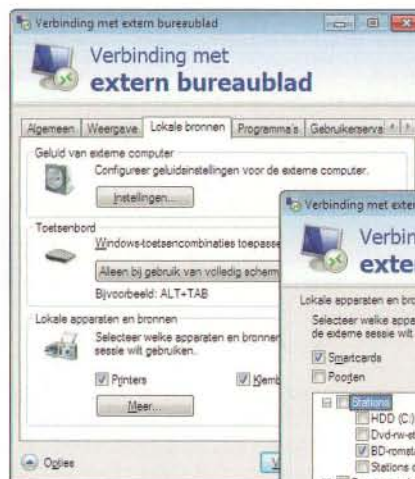 Verbinding met extern bureaublad
Verbinding met
extern bureaublad
Algemeen Weergave Lokale bronnen Programma's Gebruikerserva
Geluid van externe computer
Configureer geluidsinstellingen voor de externe computer.
Instellingen...
Toetsenbord
Windows-toetsencombinaties toepasse
Alleen bij gebruik van volledig scherm
Bijvoorbeeld: ALT+TAB
Lokale apparaten en bronnen
Selecteer welke apparaten en bronnen
sessie wilt gebruiken.
Printers Klemb
Meer...
Opties V
Verbinding met exter
Verbin
exte
Lokale apparaten en bro
Selecteer welke appara
de externe sessie wilt
Smartcards
Poorten
Stations
HDD (C:)
Dvd-rw-st
BD-romsta
Stations d